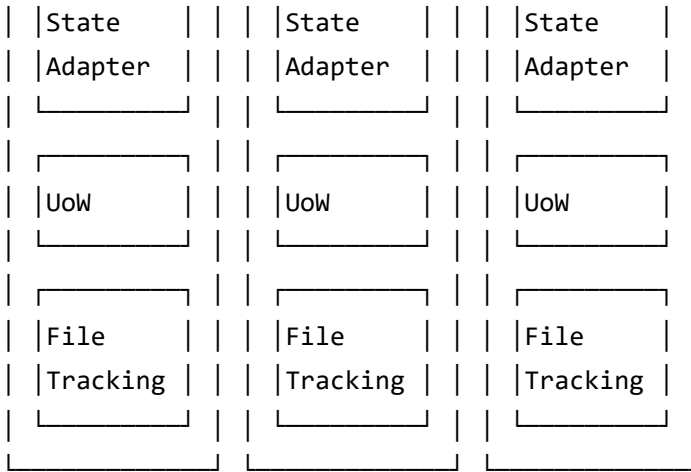 State State State
Adapter Adapter Adapter
UoW UoW UoW
File File File
Tracking Tracking Tracking